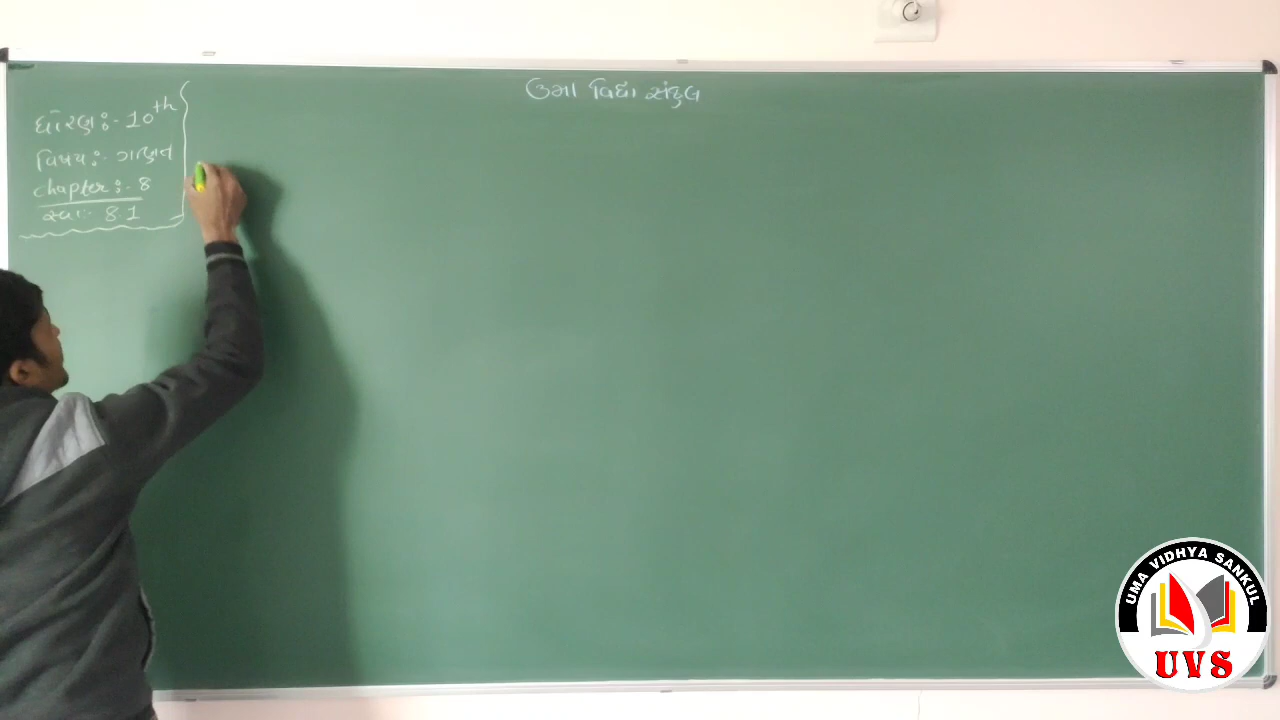 ઉમા વિદ્યા સંકુલ
ધોરણ :- 10th
વિષય :- ગણિત
chapter :- 8
સ્વા :- 8.1
UMA VIDHYA SANKUL
UVS